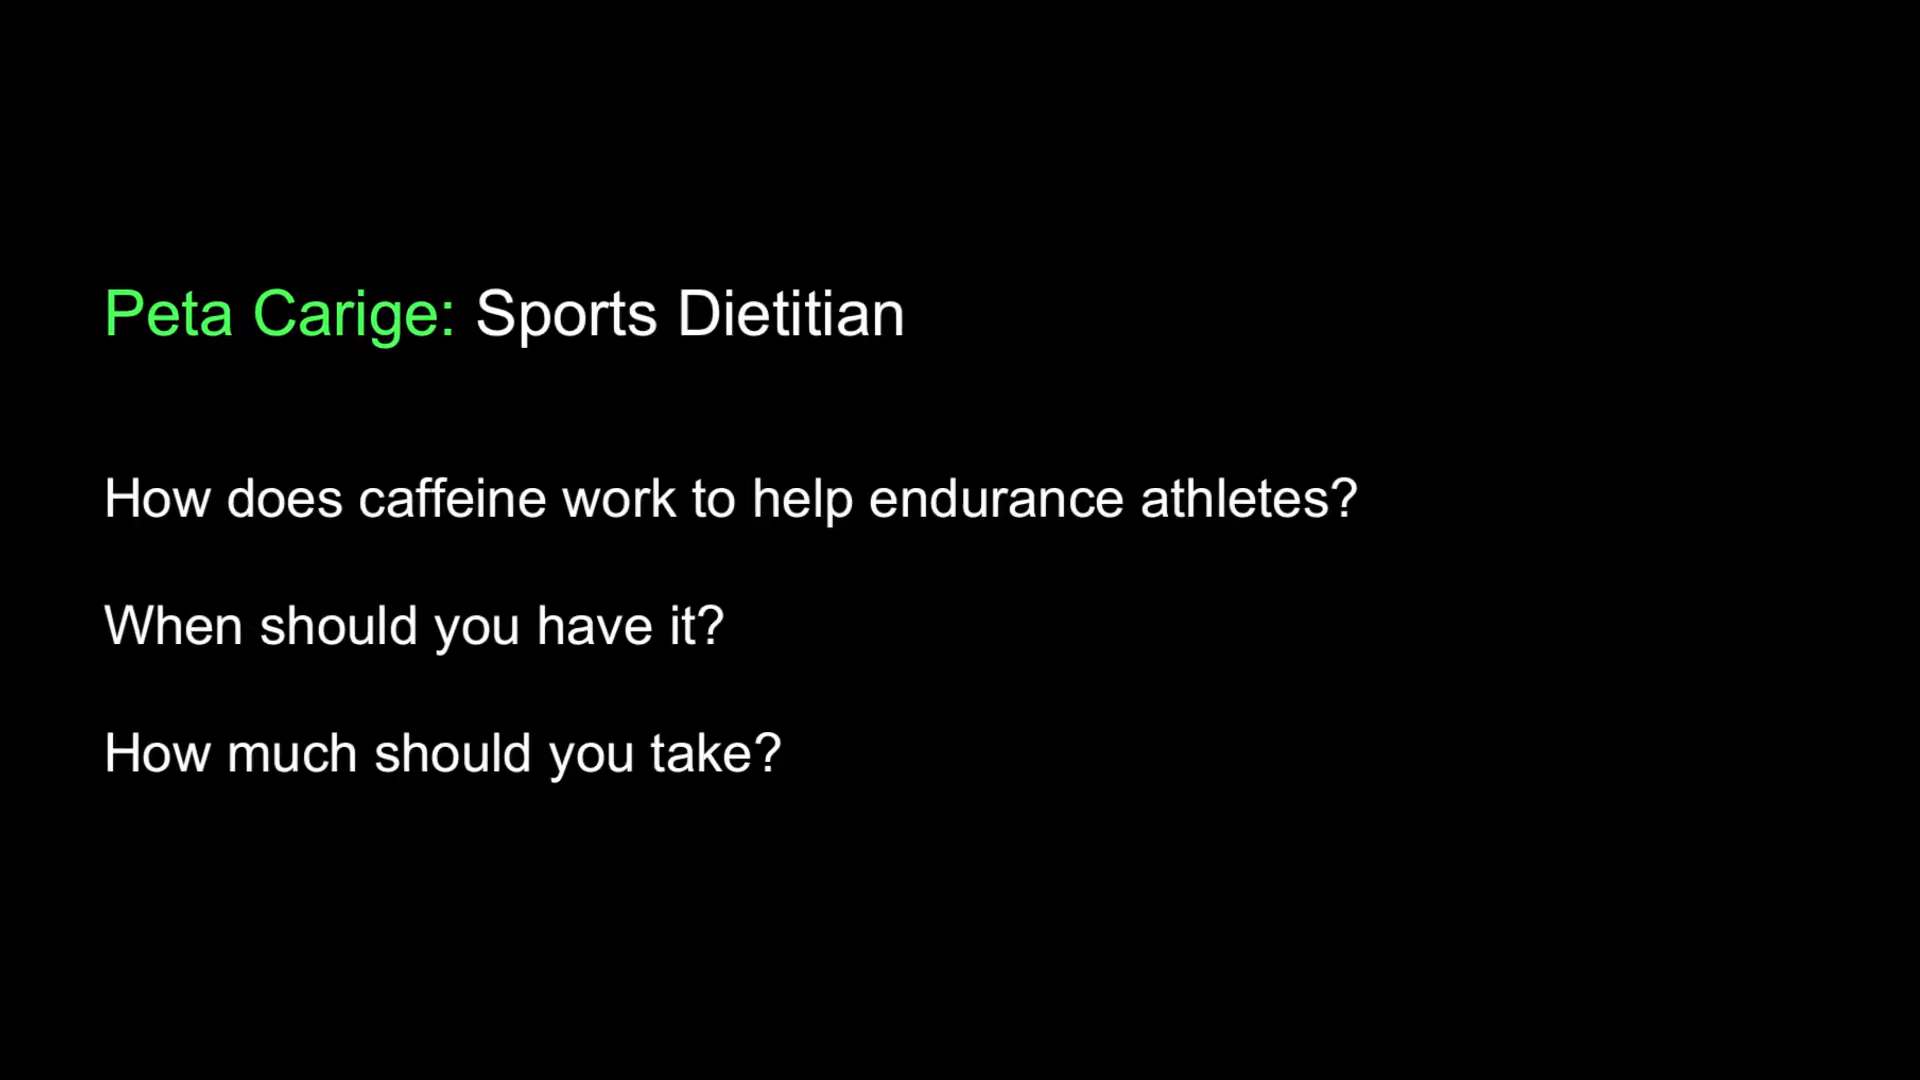 Peta Carige: Sports Dietitian
How does caffeine work to help endurance athletes?
When should you have it?
How much should you take?